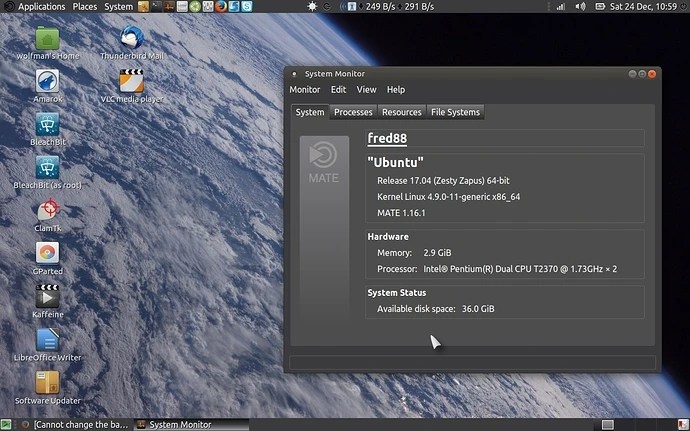 Applications Places System
249 B/s 291 B/s
Sat 24 Dec, 10:59
wolfman's Home
Thunderbird Mail
Amarok
VLC media player
BleachBit
BleachBit (as root)
ClamTk
GParted
Kaffeine
LibreOffice Writer
Software Updater
System Monitor
Monitor Edit View Help
System Processes Resources File Systems
MATE
fred88
"Ubuntu"
Release 17.04 (Zesty Zapus) 64-bit
Kernel Linux 4.9.0-11-generic x86_64
MATE 1.16.1
Hardware
Memory: 2.9 GiB
Processor: Intel® Pentium(R) Dual CPU T2370 @ 1.73GHz × 2
System Status
Available disk space: 36.0 GiB
[Cannot change the ba...
System Monitor